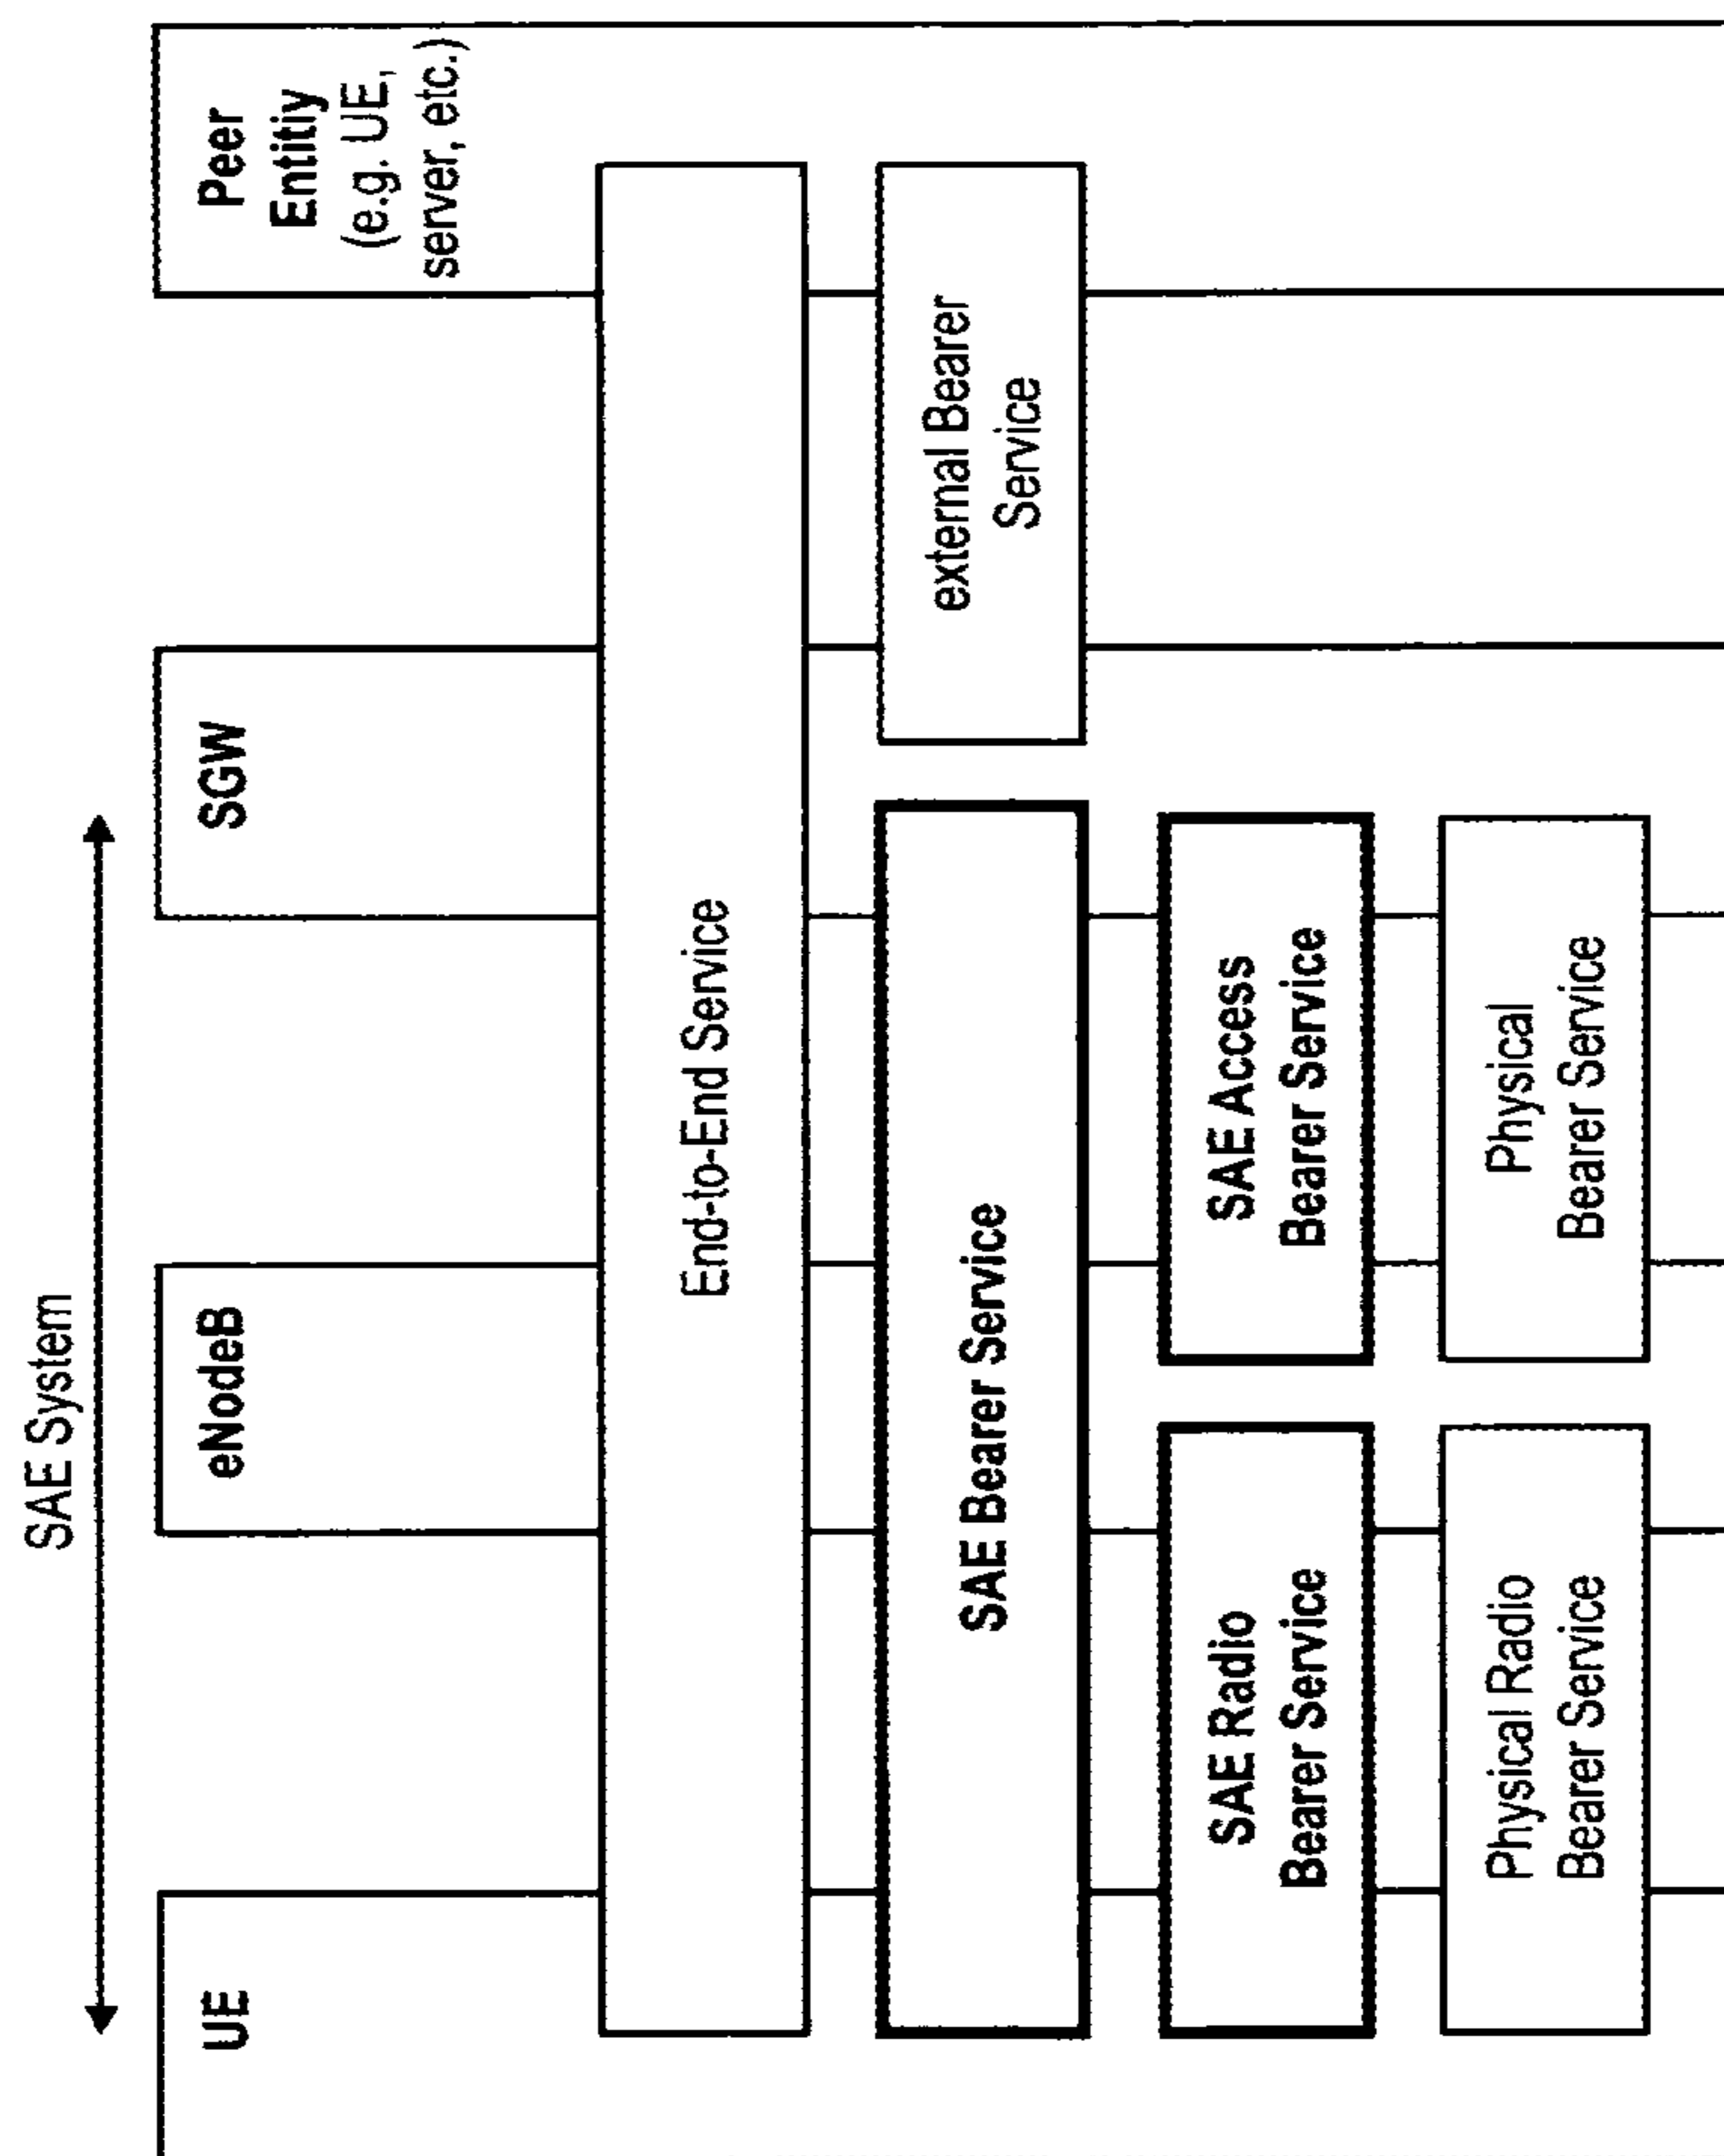 SAE System
UE
eNodeB
SGW
Peer
Entitiy
(e.g. UE,
server, etc.)
End-to-End Service
SAE Bearer Service
external Bearer
Service
SAE Radio
Bearer Service
SAE Access
Bearer Service
Physical Radio
Bearer Service
Physical
Bearer Service